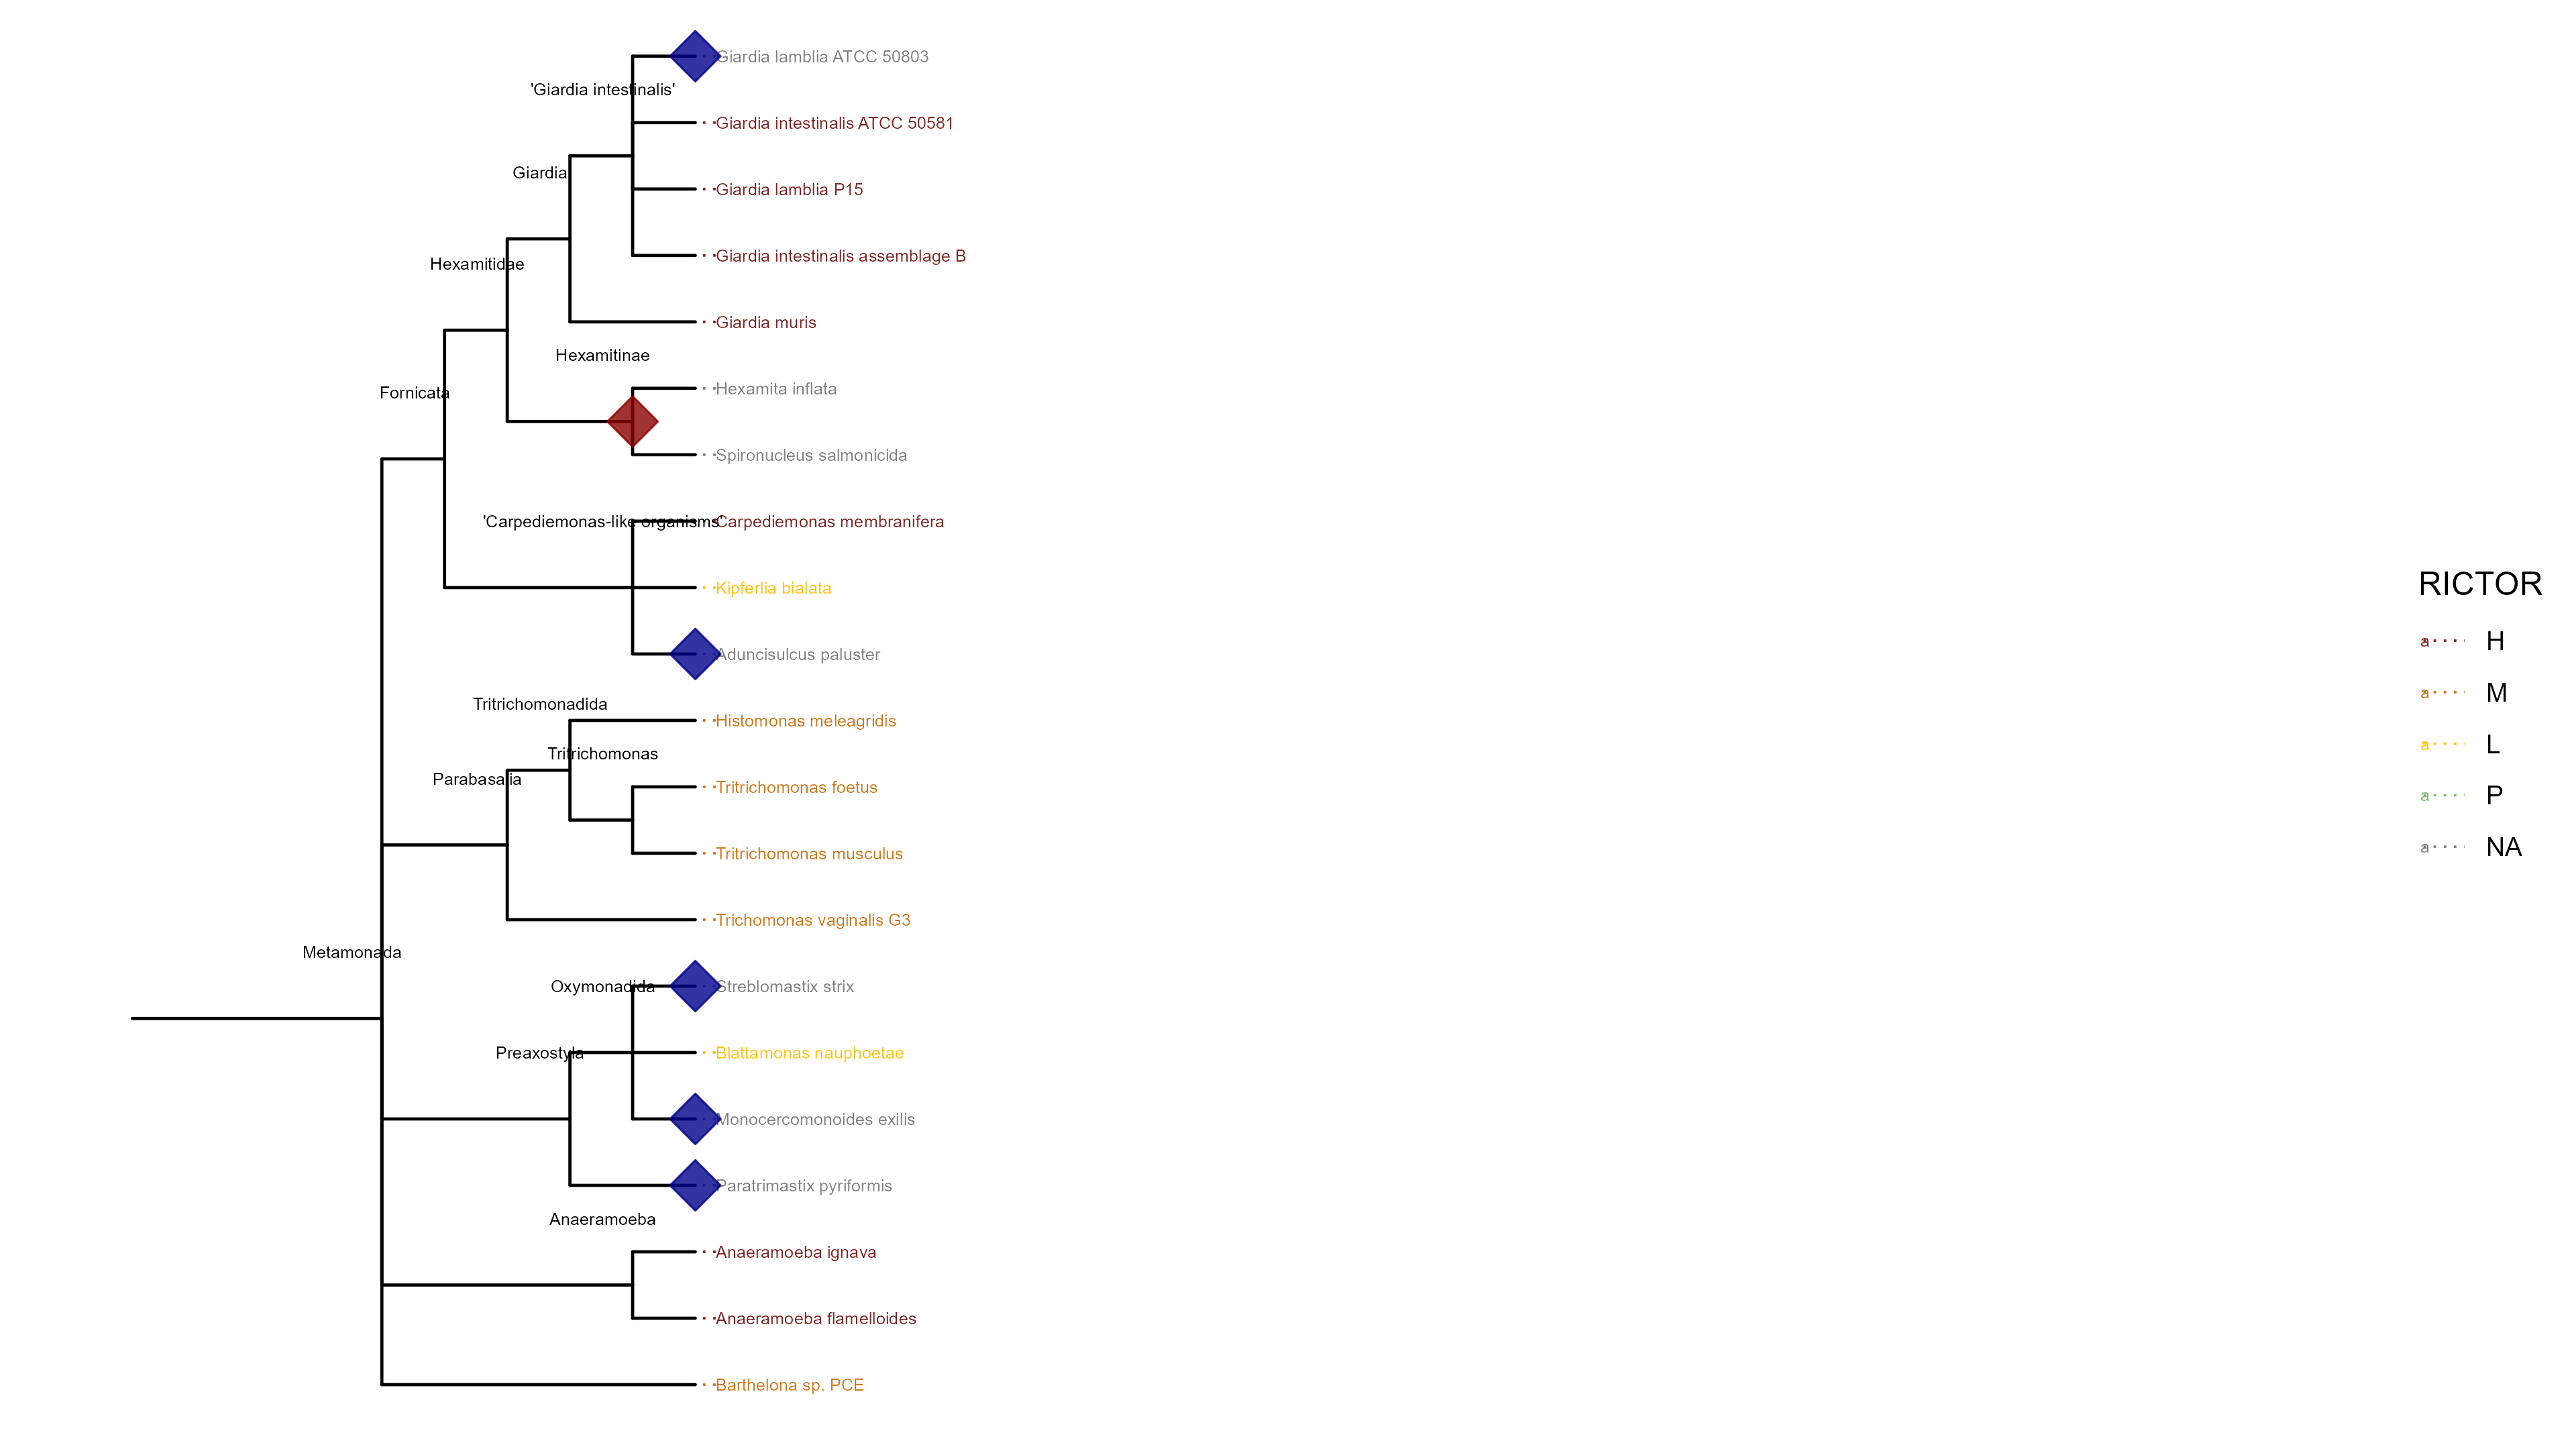 Giardia lamblia ATCC 50803
'Giardia intestinalis'
Giardia intestinalis ATCC 50581
Giardia
Giardia lamblia P15
Giardia intestinalis assemblage B
Hexamitidae
Giardia muris
Hexamitinae
Hexamita inflata
Fornicata
Spironucleus salmonicida
'Carpediemonas-like organisms'
Carpediemonas membranifera
Kipferlia bialata
Aduncisulcus paluster
Tritrichomonadida
Histomonas meleagridis
Tritrichomonas
Parabasalia
Tritrichomonas foetus
Tritrichomonas musculus
Trichomonas vaginalis G3
Metamonada
Oxymonadida
Streblomastix strix
Preaxostyla
Blattamonas nauphoetae
Monocercomonoides exilis
Paratrimastix pyriformis
Anaeramoeba
Anaeramoeba ignava
Anaeramoeba flamelloides
Barthelona sp. PCE
RICTOR
a H
a M
a L
a P
a NA